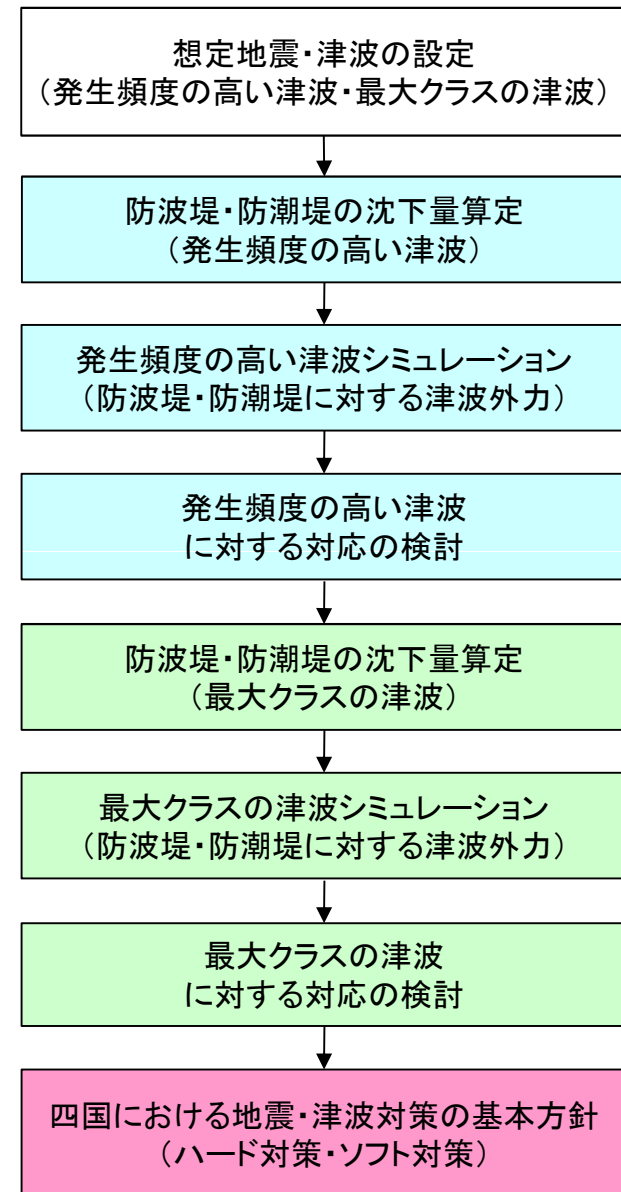 想定地震・津波の設定
（発生頻度の高い津波・最大クラスの津波）
防波堤・防潮堤の沈下量算定
（発生頻度の高い津波）
発生頻度の高い津波シミュレーション
（防波堤・防潮堤に対する津波外力）
発生頻度の高い津波
に対する対応の検討
防波堤・防潮堤の沈下量算定
（最大クラスの津波）
最大クラスの津波シミュレーション
（防波堤・防潮堤に対する津波外力）
最大クラスの津波
に対する対応の検討
四国における地震・津波対策の基本方針
（ハード対策・ソフト対策）